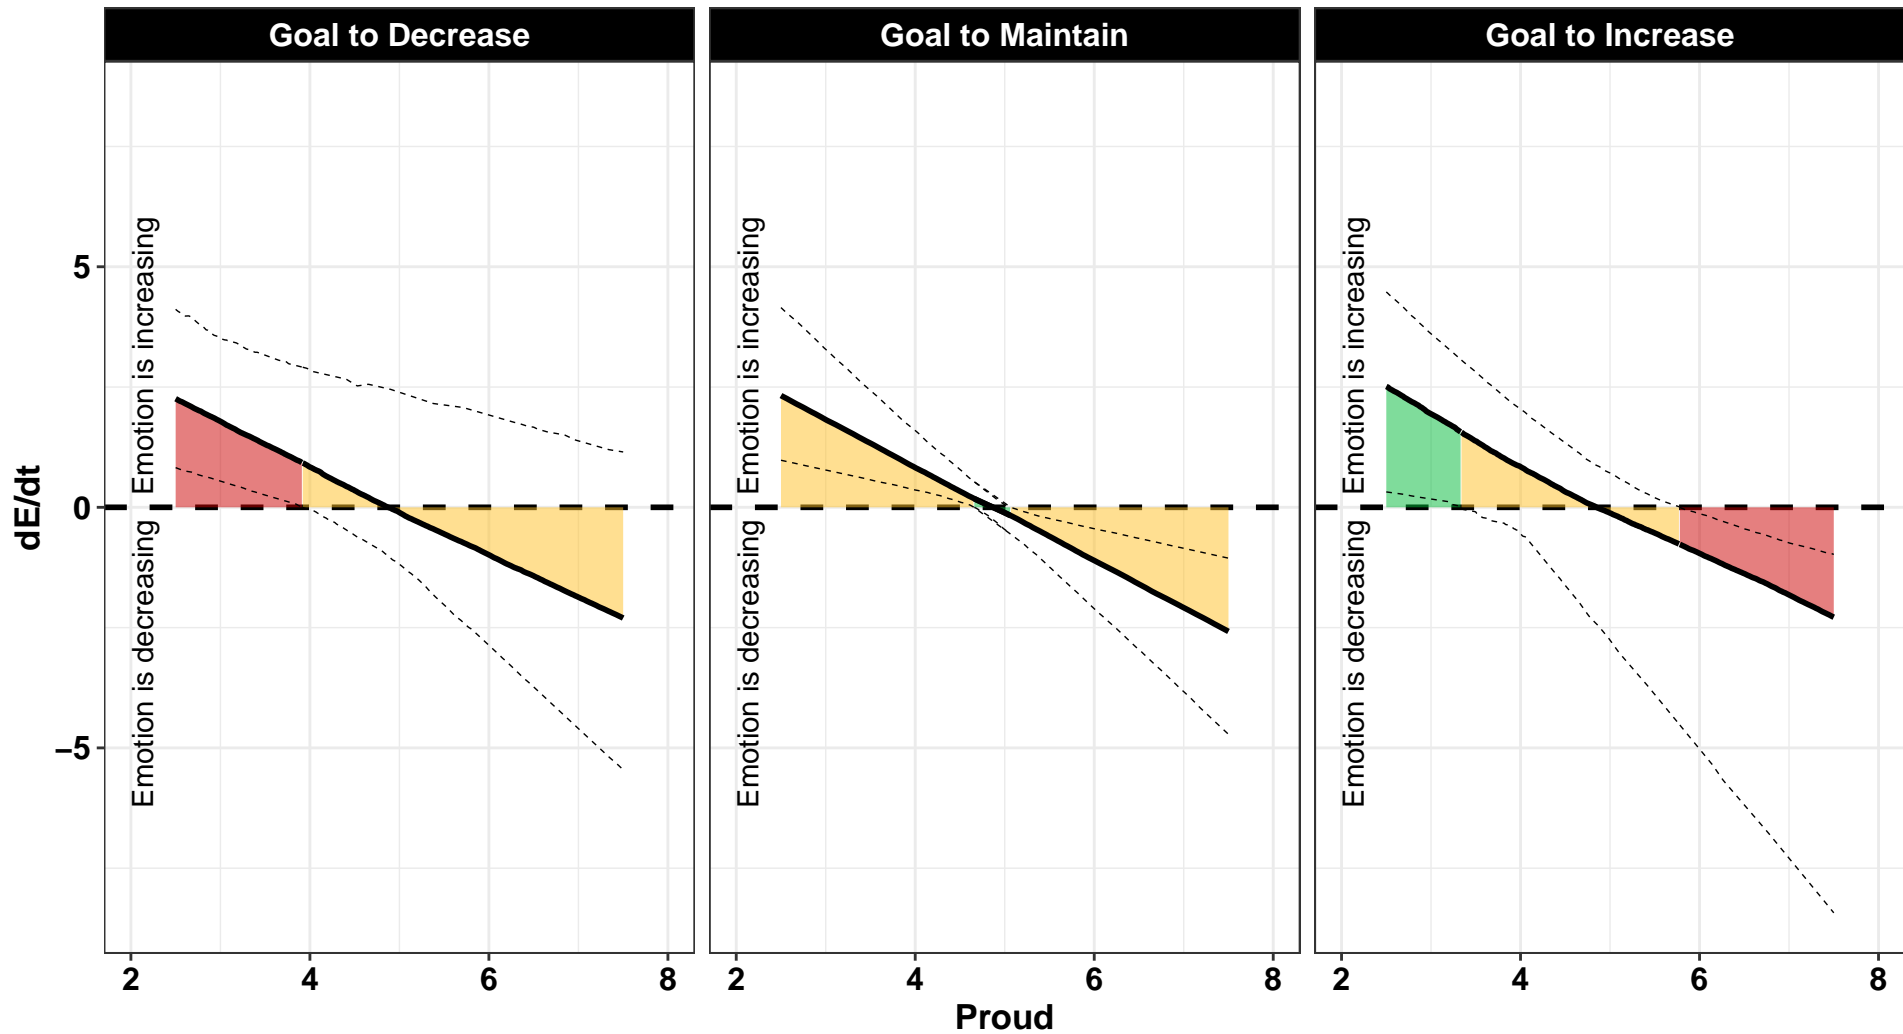 Goal to Decrease
Goal to Maintain
Goal to Increase
dE/dt
5
0
−5
Emotion is increasing
Emotion is decreasing
Emotion is increasing
Emotion is decreasing
Emotion is increasing
Emotion is decreasing
2 4 6 8
2 4 6 8
2 4 6 8
Proud